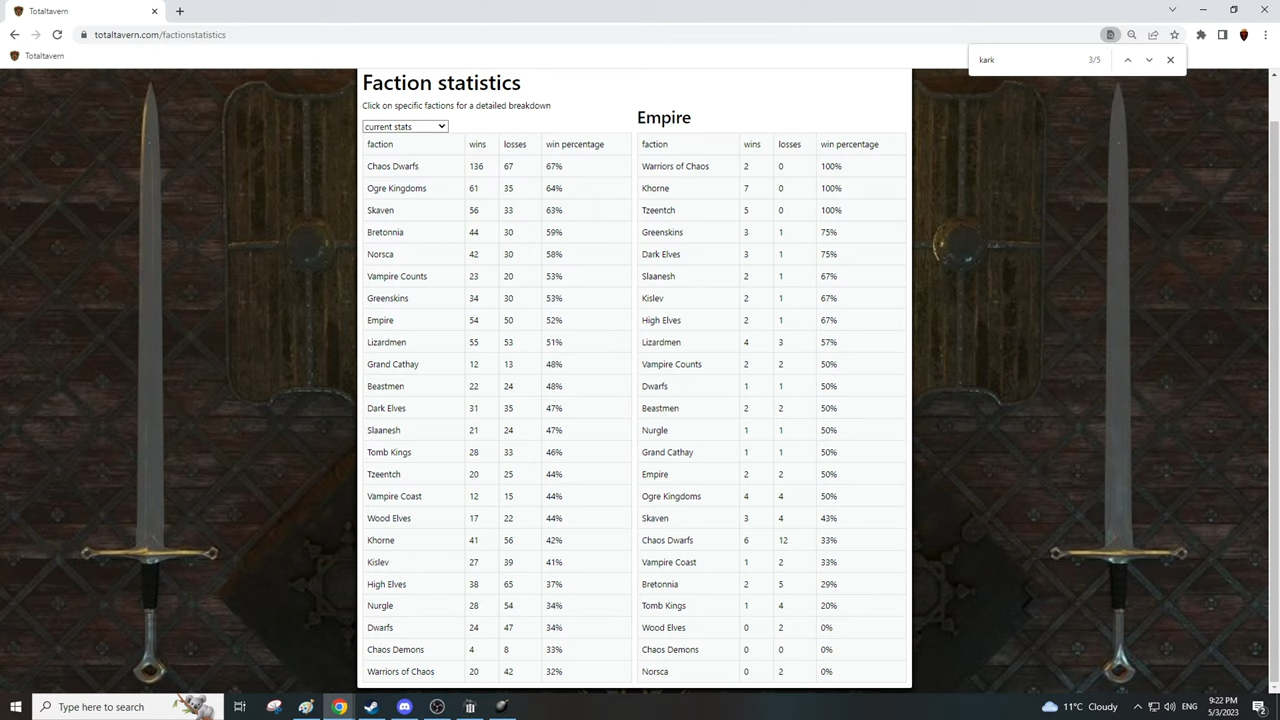 Totaltavern
totaltavern.com/factionstatistics
Totaltavern
kark 3/5
Faction statistics
Click on specific factions for a detailed breakdown
current stats
faction wins losses win percentage
Chaos Dwarfs 136 67 67%
Ogre Kingdoms 61 35 64%
Skaven 56 33 63%
Bretonnia 44 30 59%
Norsca 42 30 58%
Vampire Counts 23 20 53%
Greenskins 34 30 53%
Empire 54 50 52%
Lizardmen 55 53 51%
Grand Cathay 12 13 48%
Beastmen 22 24 48%
Dark Elves 31 35 47%
Slaanesh 21 24 47%
Tomb Kings 28 33 46%
Tzeentch 20 25 44%
Vampire Coast 12 15 44%
Wood Elves 17 22 44%
Khorne 41 56 42%
Kislev 27 39 41%
High Elves 38 65 37%
Nurgle 28 54 34%
Dwarfs 24 47 34%
Chaos Demons 4 8 33%
Warriors of Chaos 20 42 32%
Empire
faction wins losses win percentage
Warriors of Chaos 2 0 100%
Khorne 7 0 100%
Tzeentch 5 0 100%
Greenskins 3 1 75%
Dark Elves 3 1 75%
Slaanesh 2 1 67%
Kislev 2 1 67%
High Elves 2 1 67%
Lizardmen 4 3 57%
Vampire Counts 2 2 50%
Dwarfs 1 1 50%
Beastmen 2 2 50%
Nurgle 1 1 50%
Grand Cathay 1 1 50%
Empire 2 2 50%
Ogre Kingdoms 4 4 50%
Skaven 3 4 43%
Chaos Dwarfs 6 12 33%
Vampire Coast 1 2 33%
Bretonnia 2 5 29%
Tomb Kings 1 4 20%
Wood Elves 0 2 0%
Chaos Demons 0 0 0%
Norsca 0 2 0%
Type here to search
11°C Cloudy
9:22 PM
5/3/2023
2